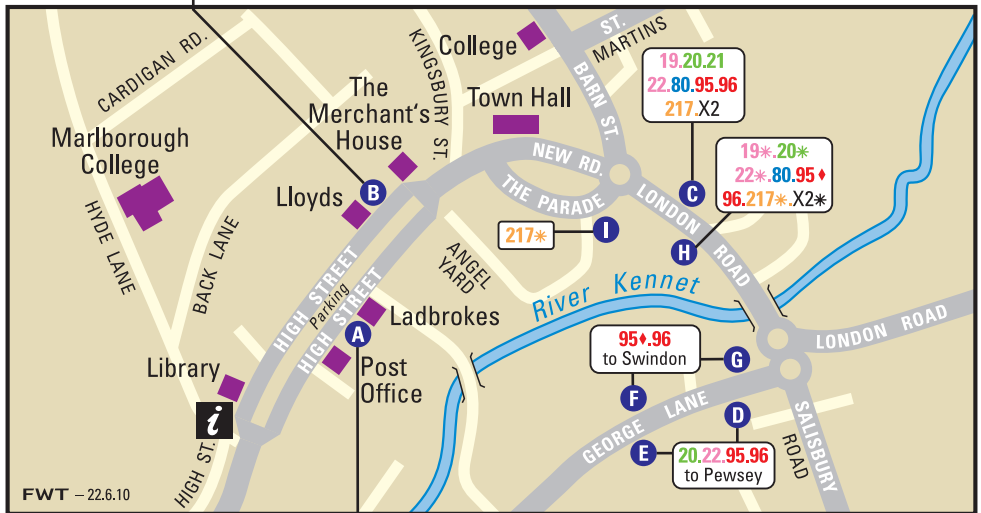 CARDIGAN RD.
KINGSBURY ST.
College
ST. MARTINS
BARN ST.
19.20.21
22.80.95.96
217.X2
The
Merchant's
House
Town Hall
Marlborough
College
NEW RD.
19✳.20✳
22✳.80.95♦
96.217✳.X2✳
THE PARADE
B
C
Lloyds
LONDON ROAD
HYDE LANE
BACK LANE
217✳
I
H
ANGEL
YARD
HIGH STREET
Parking
HIGH STREET
River Kennet
Ladbrokes
A
LONDON ROAD
95♦.96
to Swindon
G
Library
Post
Office
F
i
GEORGE LANE
D
SALISBURY
ROAD
E
20.22.95.96
to Pewsey
HIGH ST.
FWT – 22.6.10